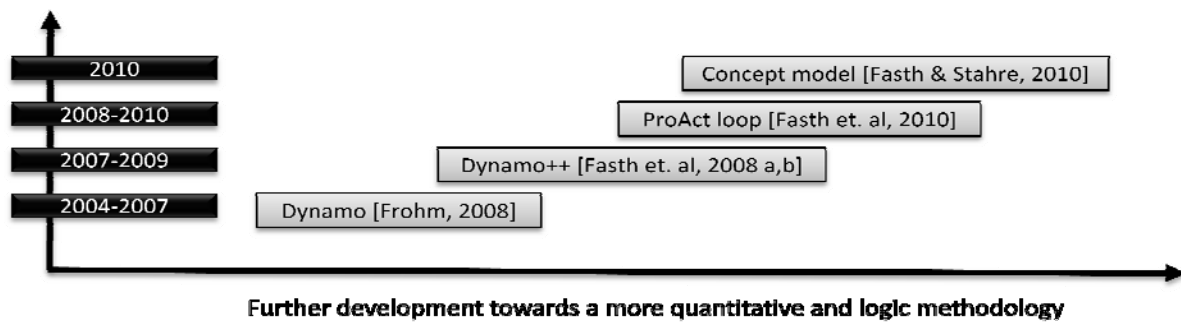 2010
Concept model [Fasth & Stahre, 2010]
2008-2010
ProAct loop [Fasth et. al, 2010]
2007-2009
Dynamo++ [Fasth et. al, 2008 a,b]
2004-2007
Dynamo [Frohm, 2008]
Further development towards a more quantitative and logic methodology